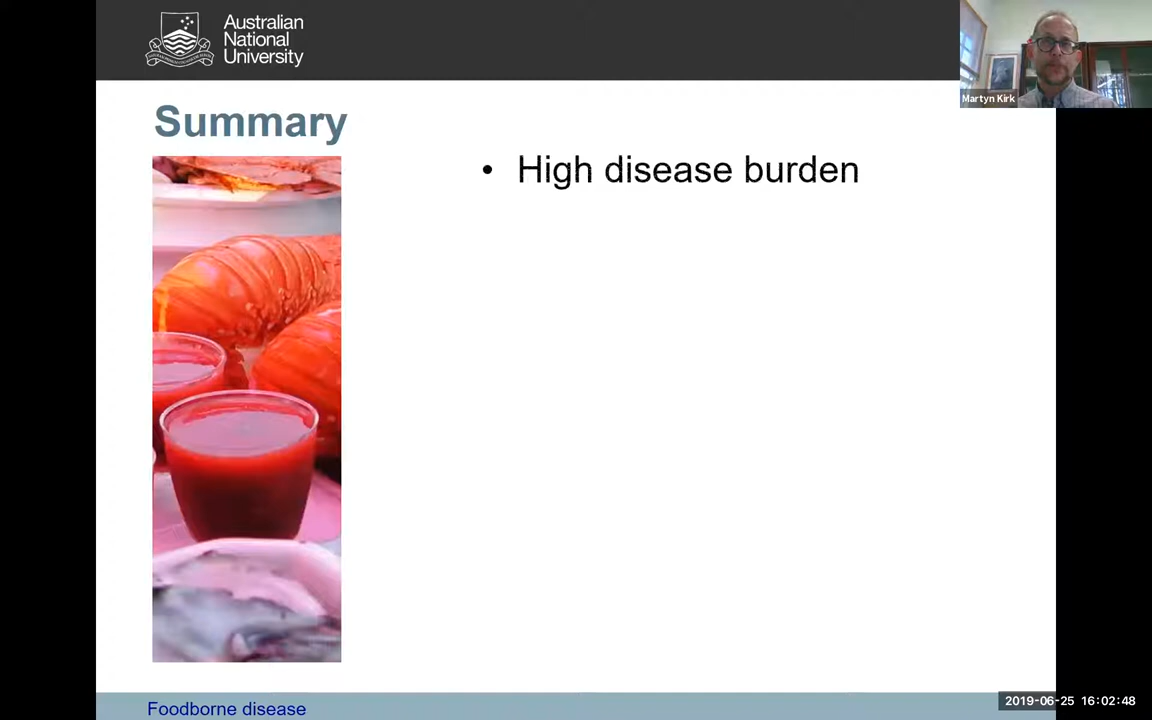 Australian
National
University
Martyn Kirk
Summary
• High disease burden
Foodborne disease
2019-06-25 16:02:48